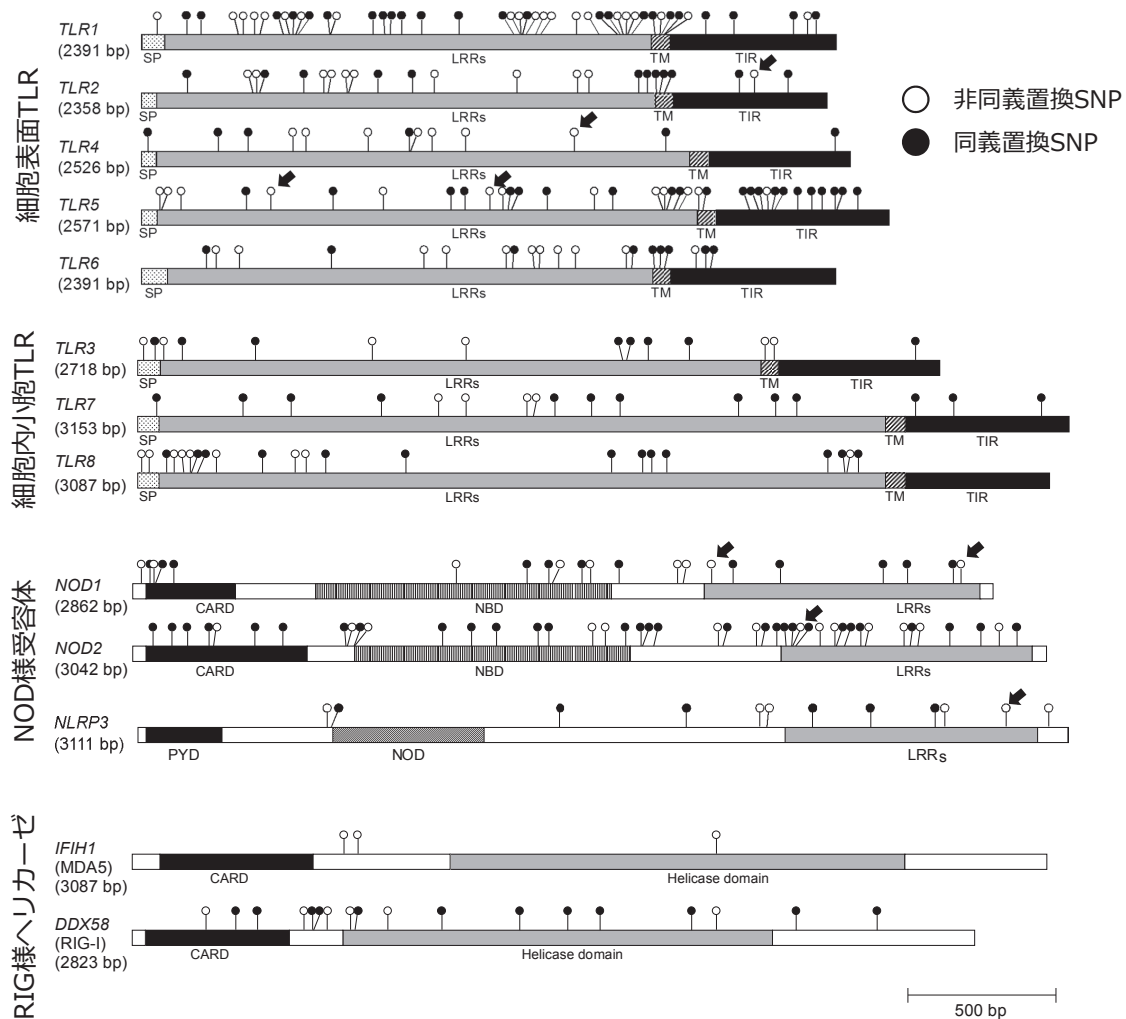 細胞表面TLR
TLR1
(2391 bp)
SP LRRs TM TIR
TLR2
(2358 bp)
SP LRRs TM TIR
TLR4
(2526 bp)
SP LRRs TM TIR
TLR5
(2571 bp)
SP LRRs TM TIR
TLR6
(2391 bp)
SP LRRs TM TIR
非同義置換SNP
同義置換SNP
細胞内小胞TLR
TLR3
(2718 bp)
SP LRRs TM TIR
TLR7
(3153 bp)
SP LRRs TM TIR
TLR8
(3087 bp)
SP LRRs TM TIR
NOD様受容体
NOD1
(2862 bp)
CARD NBD LRRs
NOD2
(3042 bp)
CARD NBD LRRs
NLRP3
(3111 bp)
PYD NOD LRRs
RIG様ヘリカーゼ
IFIH1
(MDA5)
(3087 bp)
CARD Helicase domain
DDX58
(RIG-I)
(2823 bp)
CARD Helicase domain
500 bp